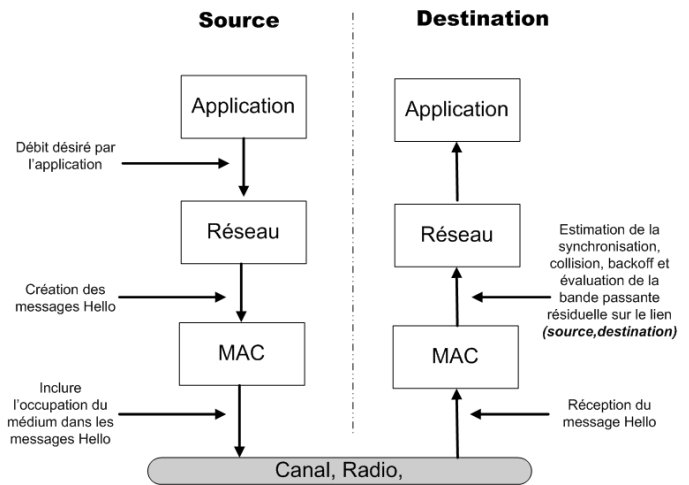 Source
Destination
Application
Application
Débit désiré par
l'application
Réseau
Réseau
Estimation de la
synchronisation,
collision, backoff et
évaluation de la
bande passante
résiduelle sur le lien
(source,destination)
Création des
messages Hello
MAC
MAC
Inclure
l'occupation du
médium dans les
messages Hello
Réception du
message Hello
Canal, Radio,